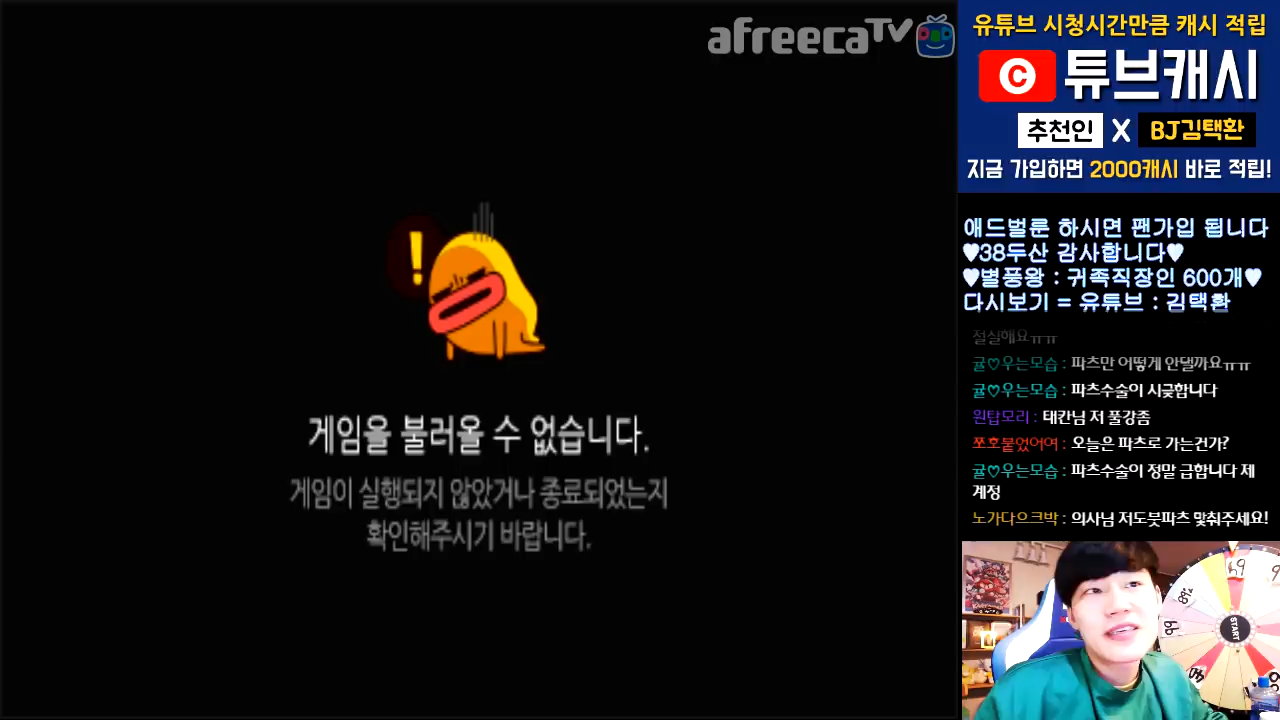 afreecaTV
유튜브 시청시간만큼 캐시 적립
C 튜브캐시
추천인 X BJ김택환
지금 가입하면 2000캐시 바로 적립!
애드벌룬 하시면 팬가입 됩니다
♥38두산 감사합니다♥
♥별풍왕 : 귀족직장인 600개♥
다시보기 = 유튜브 : 김택환
절실해요ㅠㅠ
귤♡우는모습 : 파츠만 어떻게 안댈까요ㅠㅠ
귤♡우는모습 : 파츠수술이 시급합니다
원탑모리 : 태칸님 저 풀강좀
쪼호붙었어여 : 오늘은 파츠로 가는건가?
귤♡우는모습 : 파츠수술이 정말 급합니다 제
계정
노가다으크박 : 의사님 저도붓파츠 맟춰주세요!
!
게임을 불러올 수 없습니다.
게임이 실행되지 않았거나 종료되었는지
확인해주시기 바랍니다.
START